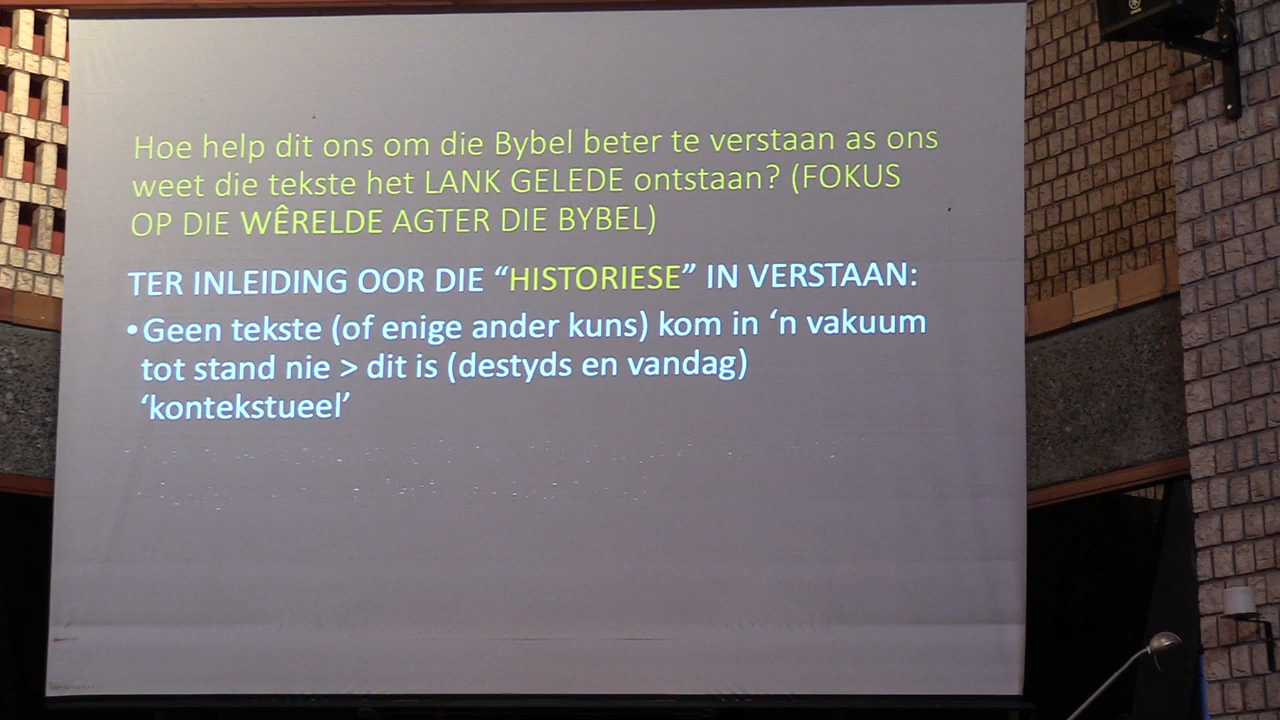 Hoe help dit ons om die Bybel beter te verstaan as ons
weet die tekste het LANK GELEDE ontstaan? (FOKUS
OP DIE WÊRELDE AGTER DIE BYBEL)
TER INLEIDING OOR DIE “HISTORIESE” IN VERSTAAN:
•Geen tekste (of enige ander kuns) kom in ‘n vakuum
tot stand nie > dit is (destyds en vandag)
‘kontekstueel’